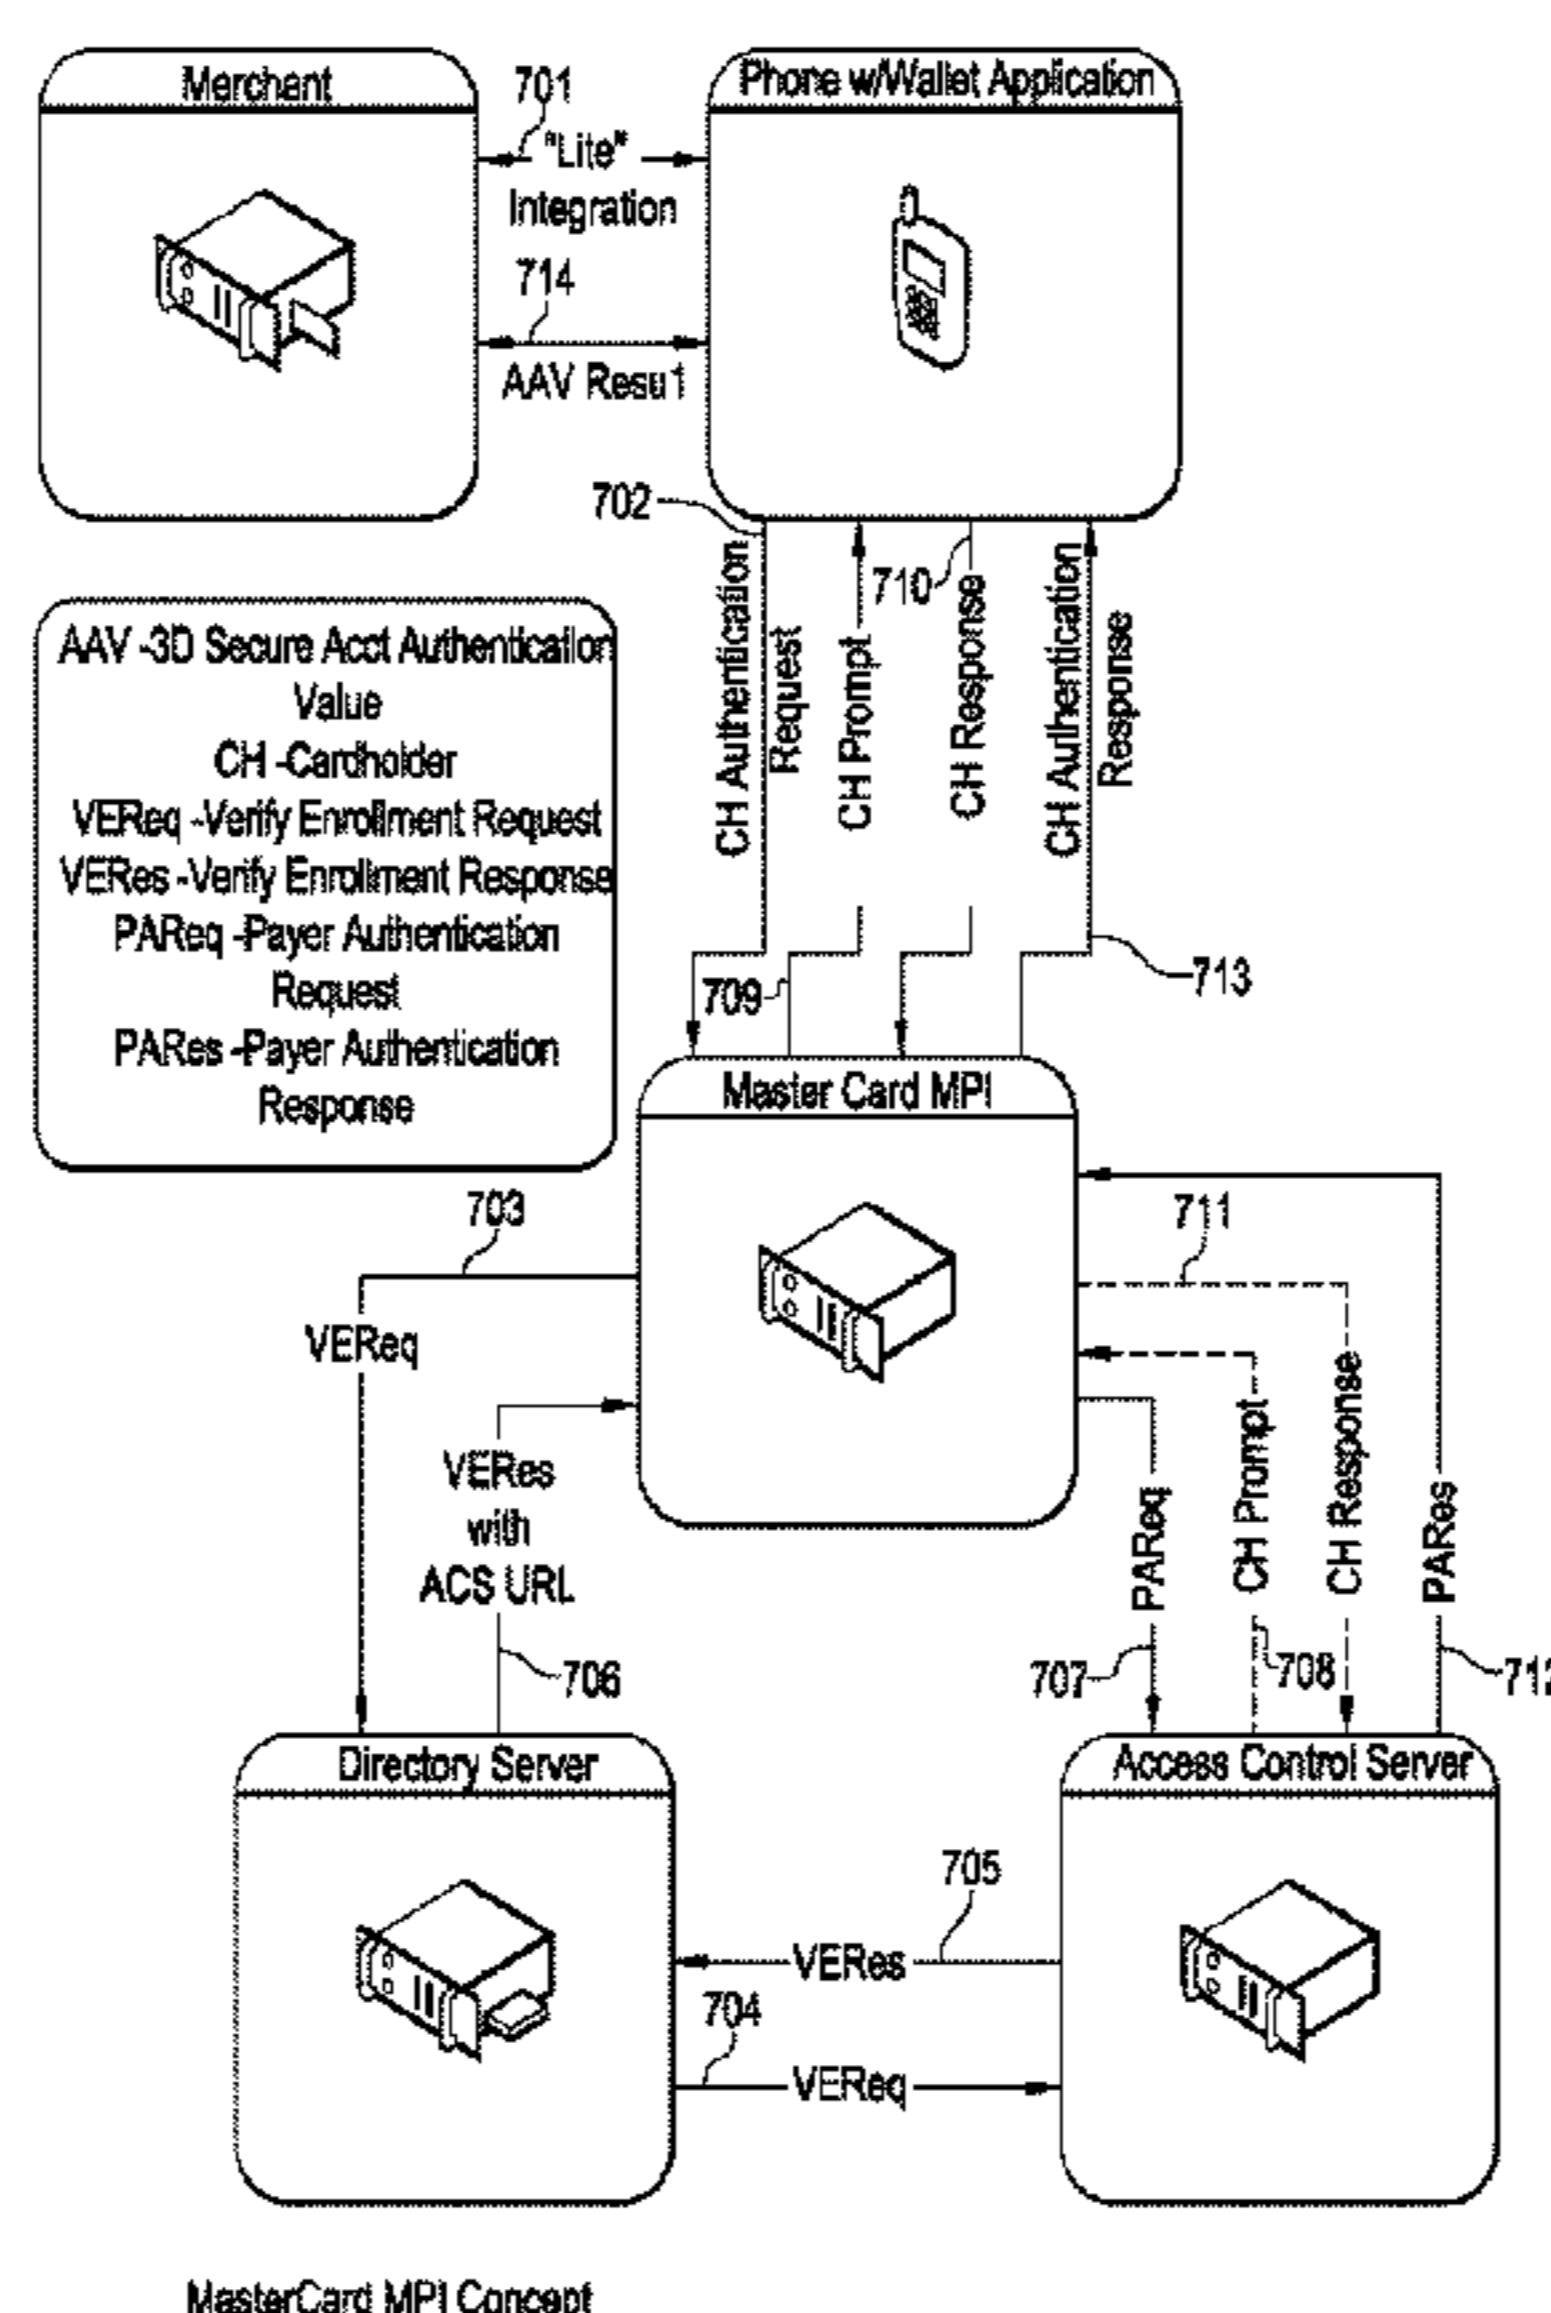 Merchant
701
"Lite"
Integration
714
AAV Resu1
Phone w/Wallet Application
702
CH Authentication
Request
CH Prompt
710
CH Response
CH Authentication
Response
709
713
AAV -3D Secure Acct Authentication
Value
CH -Cardholder
VEReq -Verify Enrollment Request
VERes -Verify Enrollment Response
PAReq -Payer Authentication
Request
PARes -Payer Authentication
Response
Master Card MPI
703
VEReq
VERes
with
ACS URL
706
711
PAReq
CH Prompt
CH Response
PARes
707
708
712
Directory Server
Access Control Server
705
VERes
704
VEReq
MasterCard MPI Concept